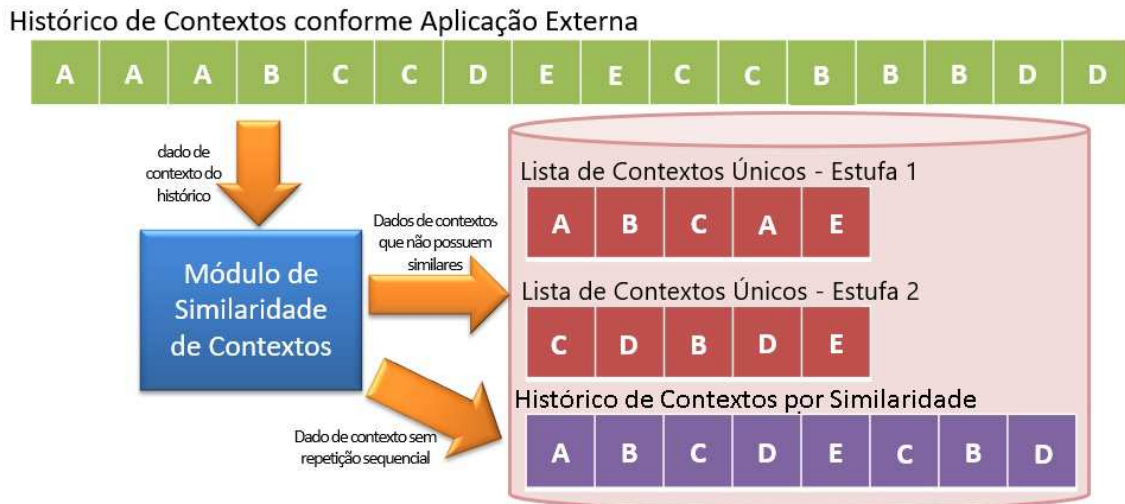 Histórico de Contextos conforme Aplicação Externa
A A A B C C D E E C C B B B D D
dado de
contexto do
histórico
Módulo de
Similaridade
de Contextos
Dados de contextos
que não possuem
similares
Dado de contexto sem
repetição sequencial
Lista de Contextos Únicos - Estufa 1
A B C A E
Lista de Contextos Únicos - Estufa 2
C D B D E
Histórico de Contextos por Similaridade
A B C D E C B D